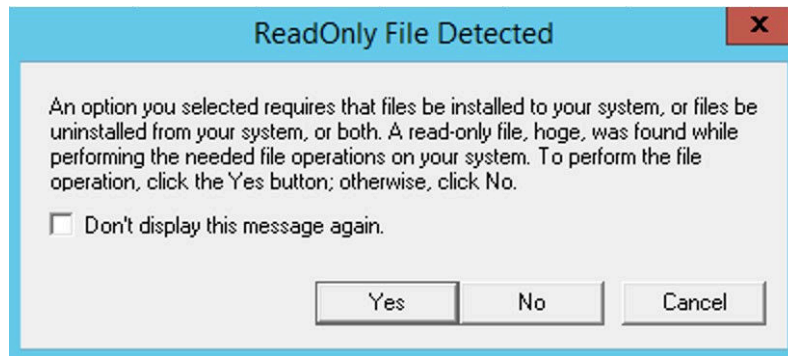 ReadOnly File Detected
x
An option you selected requires that files be installed to your system, or files be
uninstalled from your system, or both. A read-only file, hoge, was found while
performing the needed file operations on your system. To perform the file
operation, click the Yes button; otherwise, click No.
Don't display this message again.
Yes No Cancel